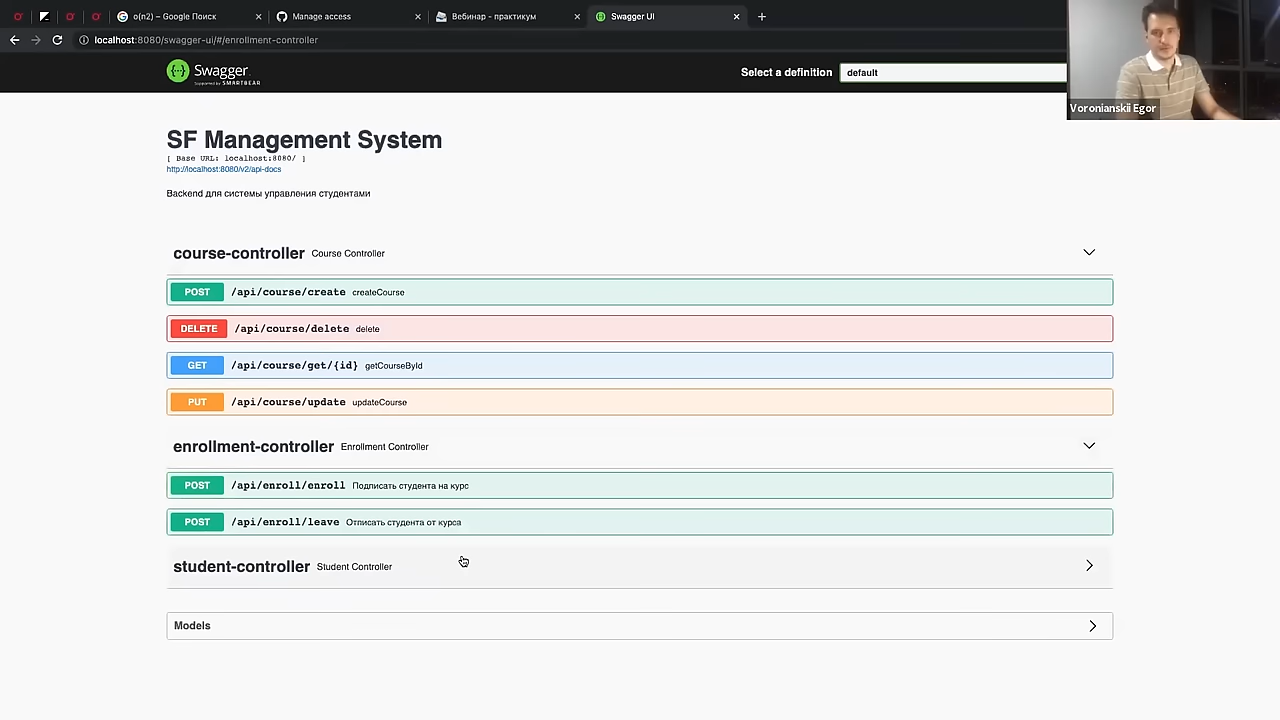 о(n2) – Google Поиск
Manage access
Вебинар - практикум
Swagger UI
localhost:8080/swagger-ui/#/enrollment-controller
Swagger
Supported by SMARTBEAR
Select a definition
default
Voronianskii Egor
SF Management System
[ Base URL: localhost:8080/ ]
http://localhost:8080/v2/api-docs
Backend для системы управления студентами
course-controller Course Controller
POST /api/course/create createCourse
DELETE /api/course/delete delete
GET /api/course/get/{id} getCourseById
PUT /api/course/update updateCourse
enrollment-controller Enrollment Controller
POST /api/enroll/enroll Подписать студента на курс
POST /api/enroll/leave Отписать студента от курса
student-controller Student Controller
Models